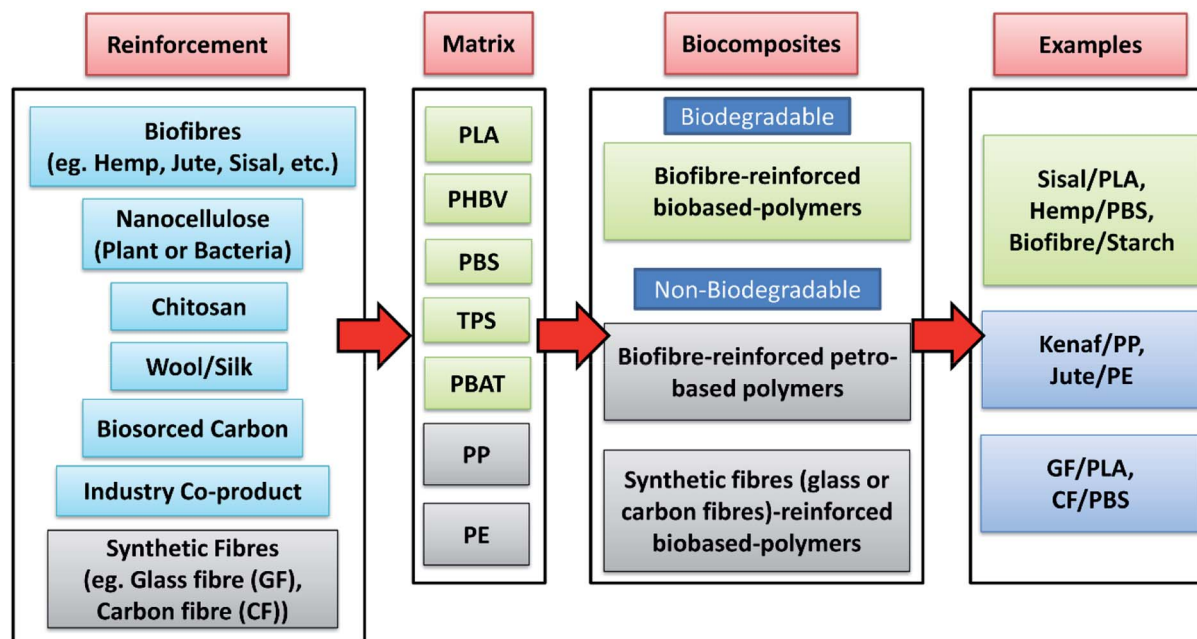 Reinforcement
Biofibres
(eg. Hemp, Jute, Sisal, etc.)
Nanocellulose
(Plant or Bacteria)
Chitosan
Wool/Silk
Biosorced Carbon
Industry Co-product
Synthetic Fibres
(eg. Glass fibre (GF),
Carbon fibre (CF))
Matrix
PLA
PHBV
PBS
TPS
PBAT
PP
PE
Biocomposites
Biodegradable
Biofibre-reinforced
biobased-polymers
Non-Biodegradable
Biofibre-reinforced petro-
based polymers
Synthetic fibres (glass or
carbon fibres)-reinforced
biobased-polymers
Examples
Sisal/PLA,
Hemp/PBS,
Biofibre/Starch
Kenaf/PP,
Jute/PE
GF/PLA,
CF/PBS